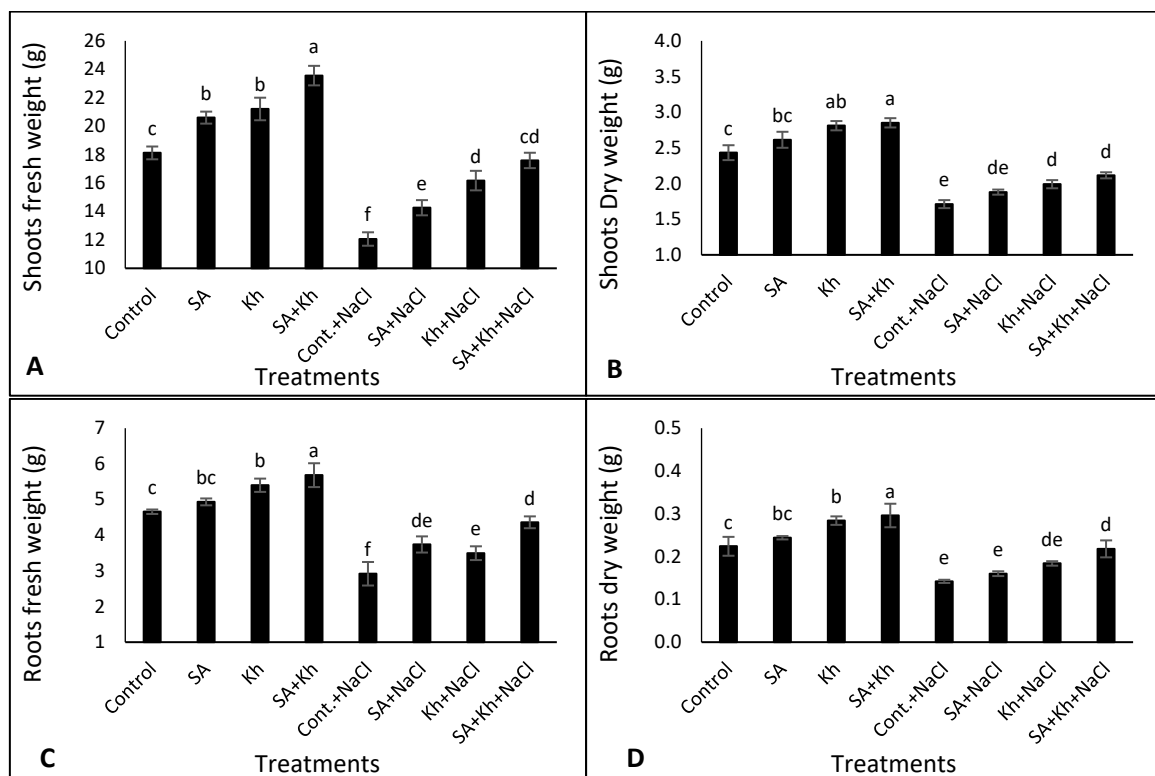 Shoots fresh weight (g)
26
24
22
20
18
16
14
12
10
c
b
b
a
f
e
d
cd
Control
SA
Kh
SA+Kh
Cont.+NaCl
SA+NaCl
Kh+NaCl
SA+Kh+NaCl
A
Treatments
Shoots Dry weight (g)
4.0
3.5
3.0
2.5
2.0
1.5
1.0
c
bc
ab
a
e
de
d
d
Control
SA
Kh
SA+Kh
Cont.+NaCl
SA+NaCl
Kh+NaCl
SA+Kh+NaCl
B
Treatments
Roots fresh weight (g)
7
6
5
4
3
2
1
c
bc
b
a
f
de
e
d
Control
SA
Kh
SA+Kh
Cont.+NaCl
SA+NaCl
Kh+NaCl
SA+Kh+NaCl
C
Treatments
Roots dry weight (g)
0.5
0.4
0.3
0.2
0.1
0.0
c
bc
b
a
e
e
de
d
Control
SA
Kh
SA+Kh
Cont.+NaCl
SA+NaCl
Kh+NaCl
SA+Kh+NaCl
D
Treatments